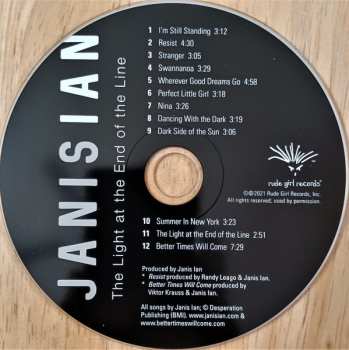 JANIS IAN
The Light at the End of the Line
1 I'm Still Standing 3:12
2 Resist 4:30
3 Stranger 3:05
4 Swannanoa 3:29
5 Wherever Good Dreams Go 4:58
6 Perfect Little Girl 3:18
7 Nina 3:26
8 Dancing With the Dark 3:19
9 Dark Side of the Sun 3:06
rude girl records
©℗2021 Rude Girl Records, Inc.
All rights reserved, used by permission.
10 Summer In New York 3:23
11 The Light at the End of the Line 2:51
12 Better Times Will Come 7:29
Produced by Janis Ian
* Resist produced by Randy Leago & Janis Ian.
* Better Times Will Come produced by
Viktor Krauss & Janis Ian.
All songs by Janis Ian; © Desperation
Publishing (BMI). www.janisian.com &
www.bettertimeswillcome.com